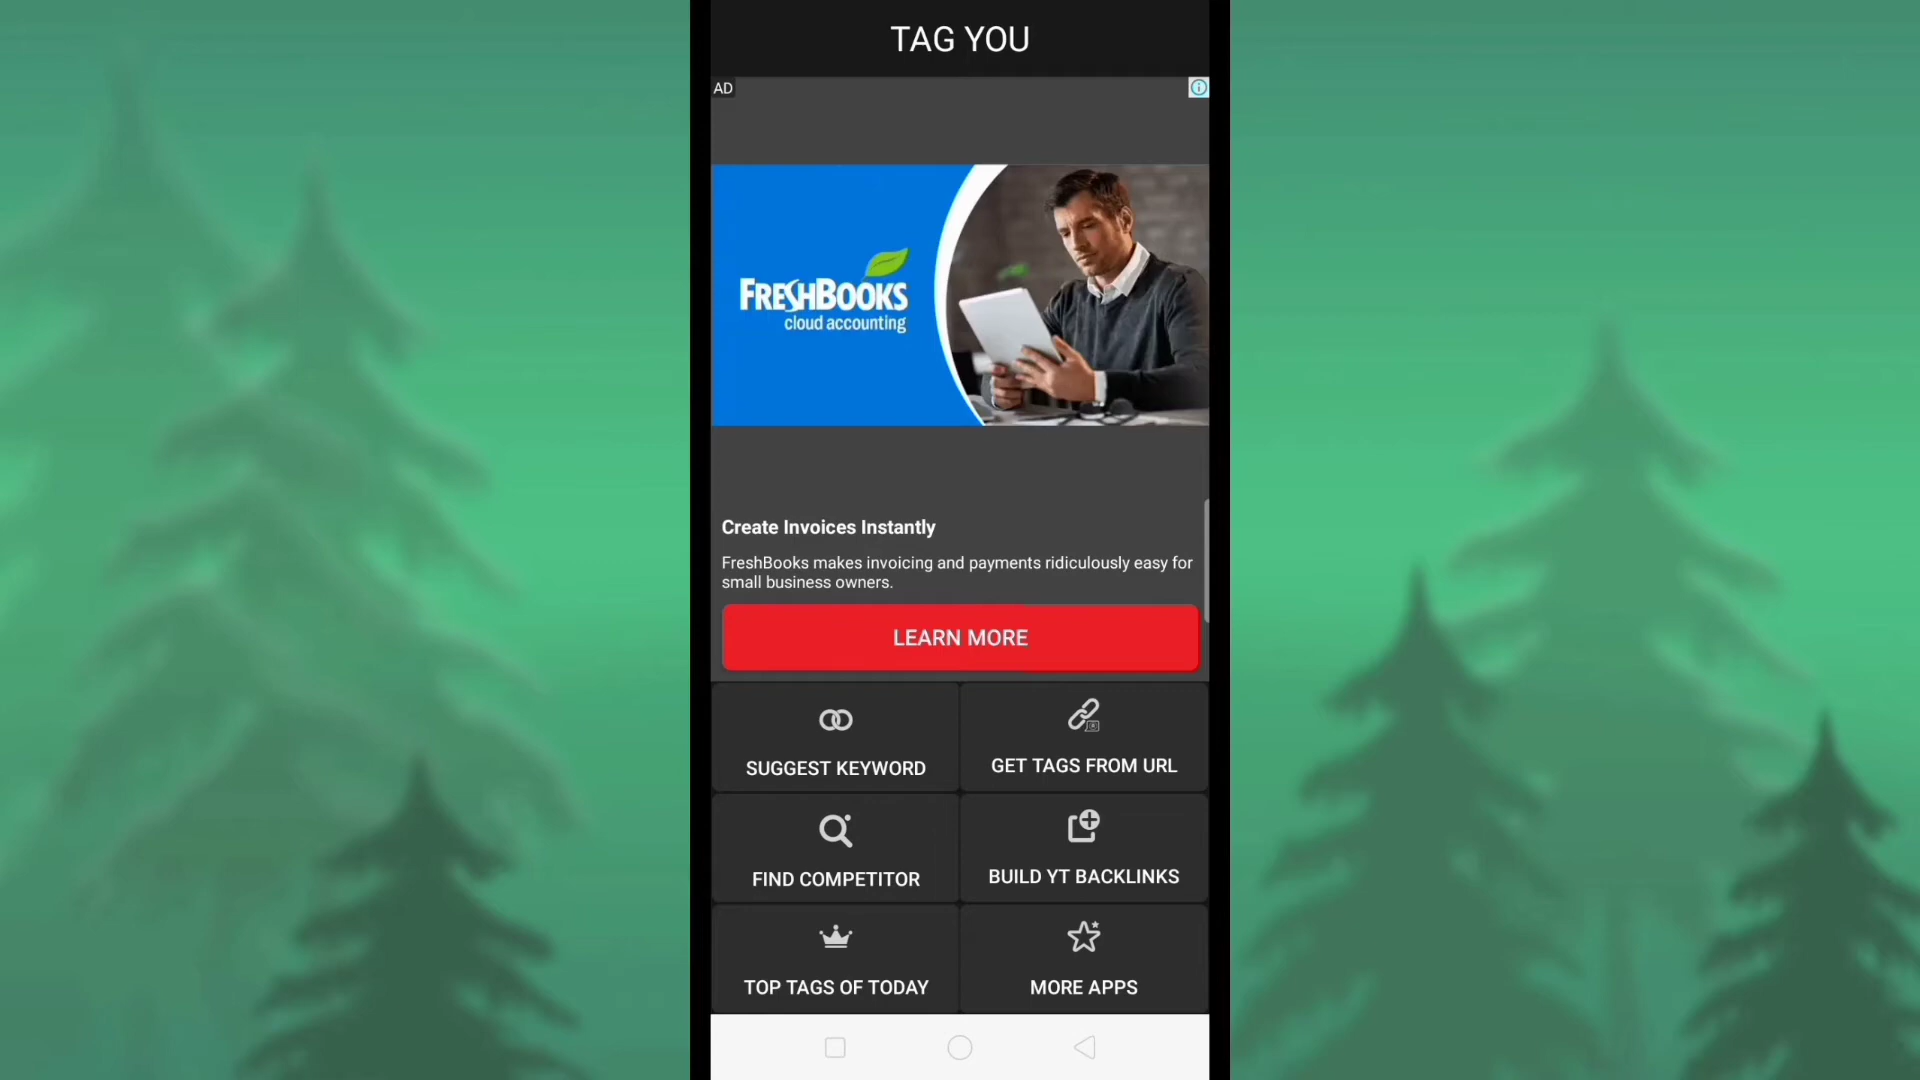 TAG YOU
AD
FRESHBOOKS
cloud accounting
Create Invoices Instantly
FreshBooks makes invoicing and payments ridiculously easy for
small business owners.
LEARN MORE
SUGGEST KEYWORD
GET TAGS FROM URL
FIND COMPETITOR
BUILD YT BACKLINKS
TOP TAGS OF TODAY
MORE APPS